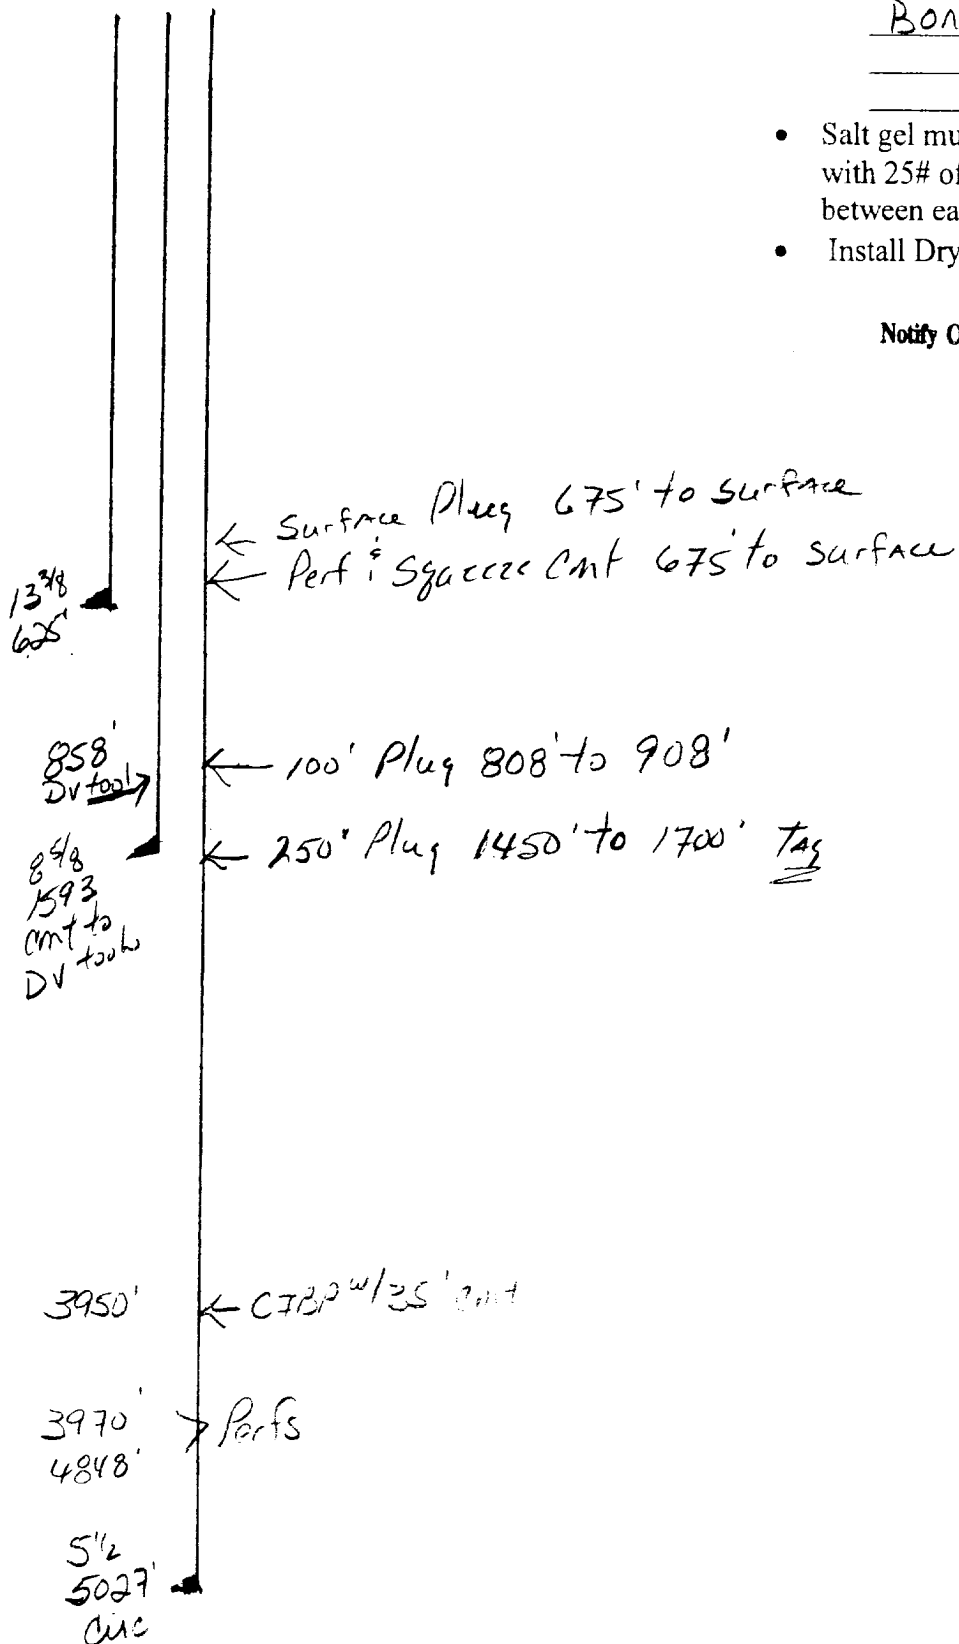 Bon
• Salt gel mu
with 25# of
between ea
• Install Dry
Notify O
← Surface Plug 675' to Surface
← Perf & Sqaeeze Cmt 675' to Surface
13 3/8
625'
858'
DV tool
← 100' Plug 808' to 908'
← 250' Plug 1450' to 1700' Tag
8 5/8
1593
cmt to
DV tool
3950'
← CIBP w/35' cmt
3970'
4848'
> Perfs
5 1/2
5027'
Circ